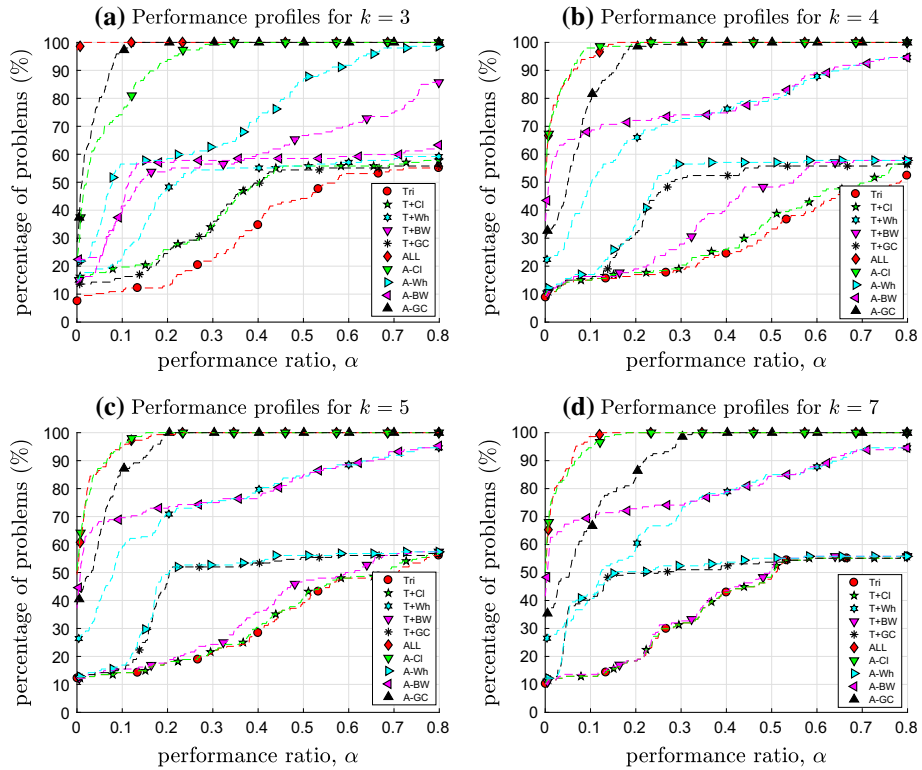 (a) Performance profiles for k = 3
percentage of problems (%)
100
90
80
70
60
50
40
30
20
10
0
0 0.1 0.2 0.3 0.4 0.5 0.6 0.7 0.8
performance ratio, α
Tri
T+Cl
T+Wh
T+BW
T+GC
ALL
A-Cl
A-Wh
A-BW
A-GC
(b) Performance profiles for k = 4
percentage of problems (%)
100
90
80
70
60
50
40
30
20
10
0
0 0.1 0.2 0.3 0.4 0.5 0.6 0.7 0.8
performance ratio, α
Tri
T+Cl
T+Wh
T+BW
T+GC
ALL
A-Cl
A-Wh
A-BW
A-GC
(c) Performance profiles for k = 5
percentage of problems (%)
100
90
80
70
60
50
40
30
20
10
0
0 0.1 0.2 0.3 0.4 0.5 0.6 0.7 0.8
performance ratio, α
Tri
T+Cl
T+Wh
T+BW
T+GC
ALL
A-Cl
A-Wh
A-BW
A-GC
(d) Performance profiles for k = 7
percentage of problems (%)
100
90
80
70
60
50
40
30
20
10
0
0 0.1 0.2 0.3 0.4 0.5 0.6 0.7 0.8
performance ratio, α
Tri
T+Cl
T+Wh
T+BW
T+GC
ALL
A-Cl
A-Wh
A-BW
A-GC